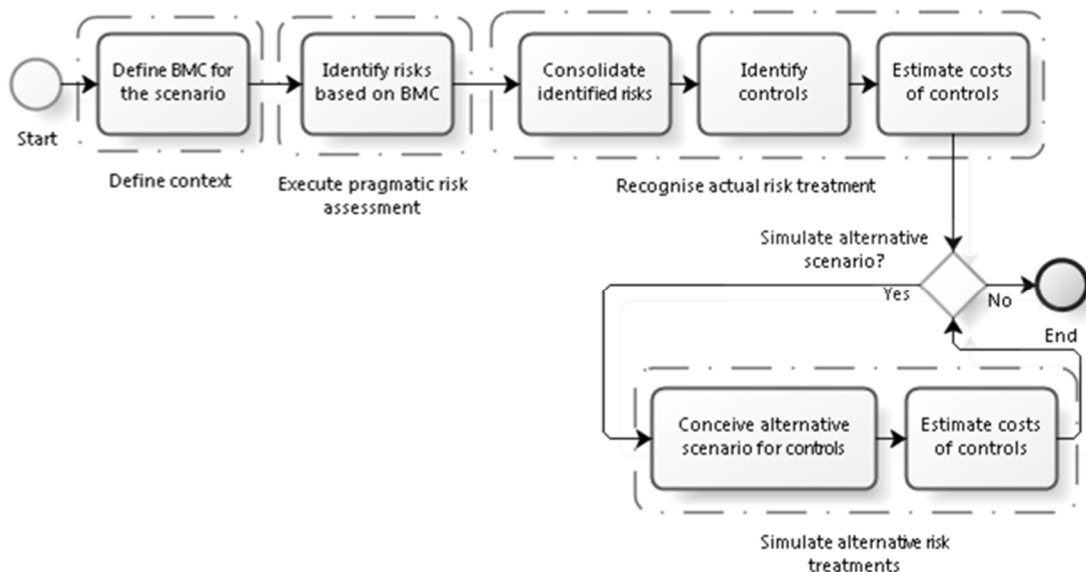 Define BMC for
the scenario
Identify risks
based on BMC
Consolidate
identified risks
Identify
controls
Estimate costs
of controls
Start
Define context
Execute pragmatic risk
assessment
Recognise actual risk treatment
Simulate alternative
scenario?
Yes
No
End
Conceive alternative
scenario for controls
Estimate costs
of controls
Simulate alternative risk
treatments